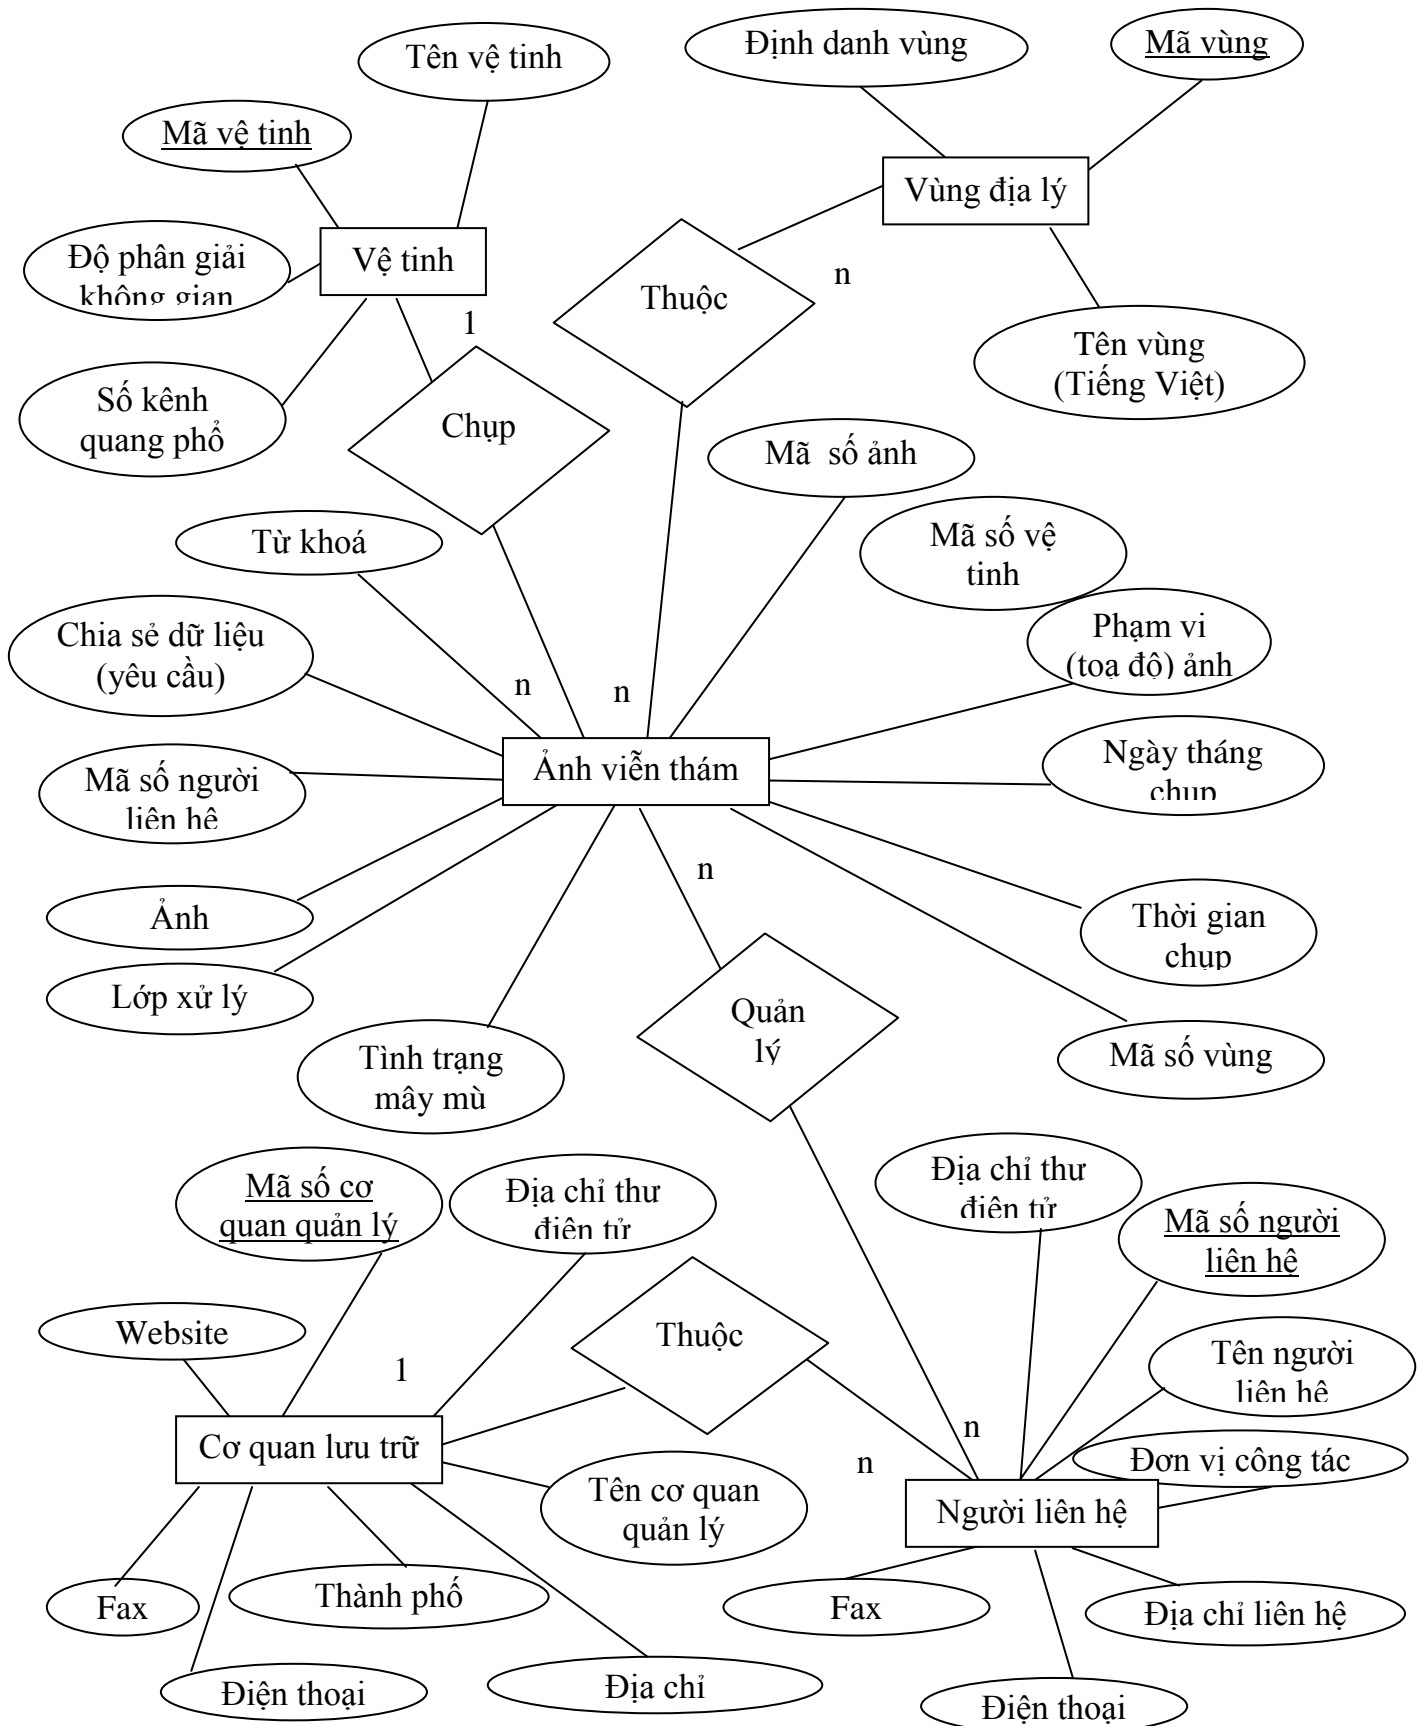 Tên vệ tinh
Định danh vùng
Mã vùng
Mã vệ tinh
Vùng địa lý
Độ phân giải
không gian
Vệ tinh
Thuộc
n
1
Tên vùng
(Tiếng Việt)
Số kênh
quang phổ
Chụp
Mã số ảnh
Từ khoá
Mã số vệ
tinh
Chia sẻ dữ liệu
(yêu cầu)
Phạm vi
(toạ độ) ảnh
n
n
Ảnh viễn thám
Mã số người
liên hệ
Ngày tháng
chụp
n
Ảnh
Thời gian
chụp
Lớp xử lý
Quản
lý
Tình trạng
mây mù
Mã số vùng
Mã số cơ
quan quản lý
Địa chỉ thư
điện tử
Địa chỉ thư
điện tử
Mã số người
liên hệ
Website
Thuộc
1
Tên người
liên hệ
n
Cơ quan lưu trữ
n
Đơn vị công tác
Tên cơ quan
quản lý
Người liên hệ
Fax
Thành phố
Fax
Địa chỉ liên hệ
Điện thoại
Địa chỉ
Điện thoại